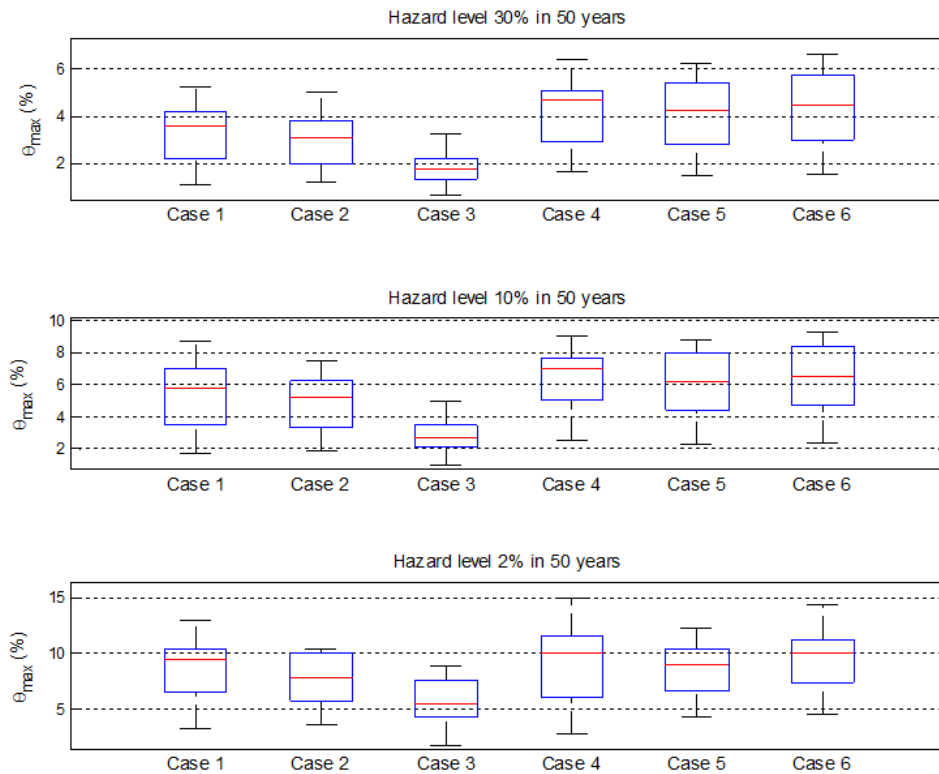 Hazard level 30% in 50 years
θmax (%)
6
4
2
Case 1 Case 2 Case 3 Case 4 Case 5 Case 6
Hazard level 10% in 50 years
θmax (%)
10
8
6
4
2
Case 1 Case 2 Case 3 Case 4 Case 5 Case 6
Hazard level 2% in 50 years
θmax (%)
15
10
5
Case 1 Case 2 Case 3 Case 4 Case 5 Case 6